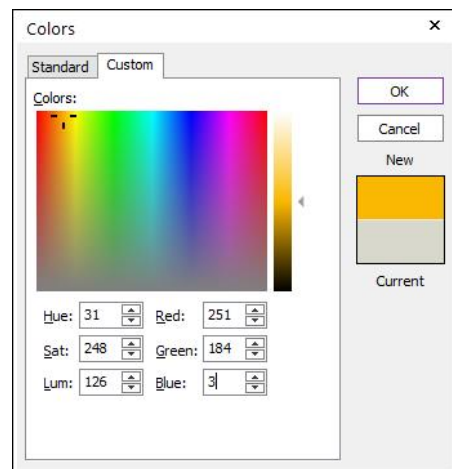 Colors
Standard Custom
Colors:
OK
Cancel
New
Current
Hue: 31 Red: 251
Sat: 248 Green: 184
Lum: 126 Blue: 3